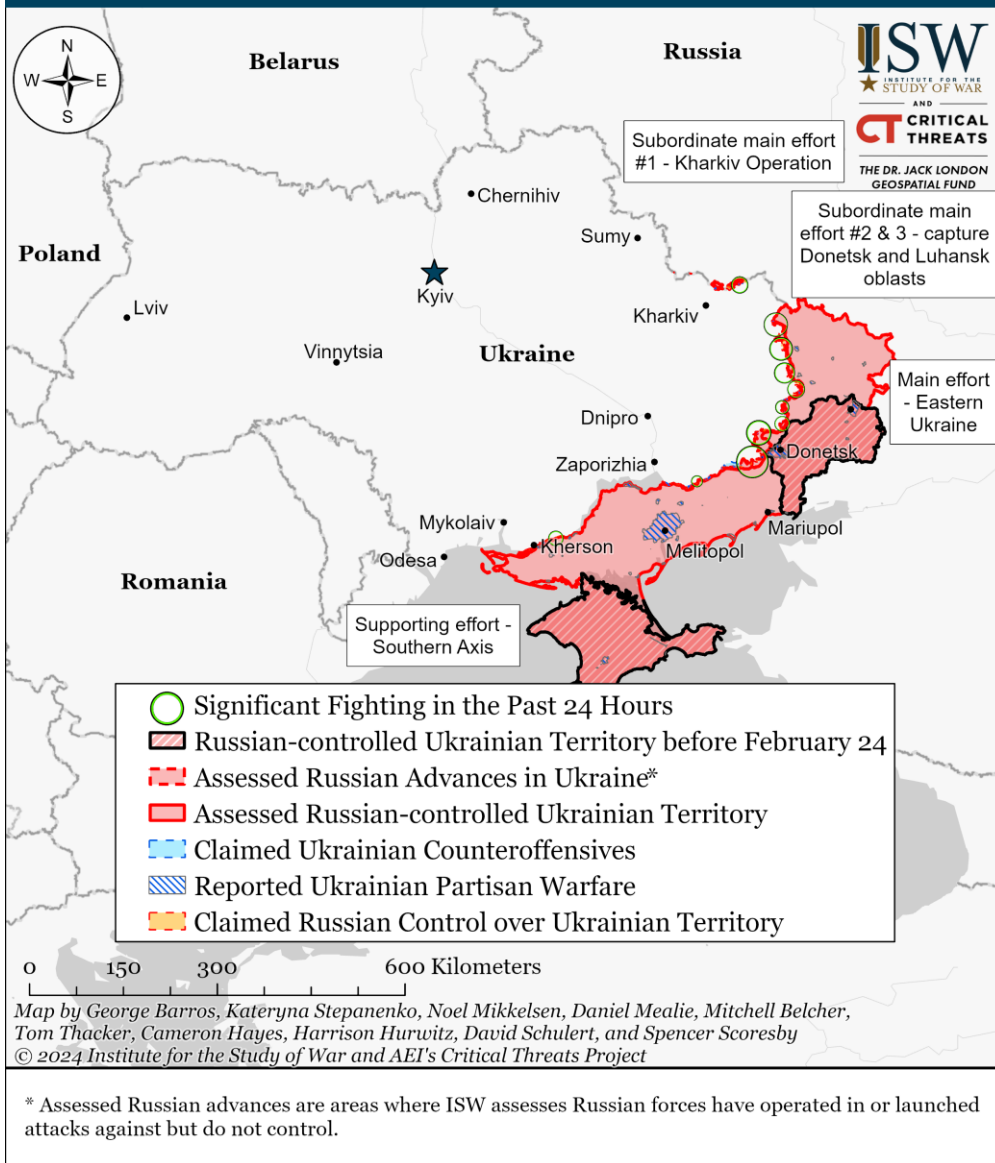 N
W
E
S
Belarus
Russia
ISW
INSTITUTE FOR THE
STUDY OF WAR
AND
CT CRITICAL
THREATS
THE DR. JACK LONDON
GEOSPATIAL FUND
Subordinate main effort
#1 - Kharkiv Operation
Subordinate main
effort #2 & 3 - capture
Donetsk and Luhansk
oblasts
Chernihiv
Sumy
Poland
Kyiv
Lviv
Kharkiv
Vinnytsia
Ukraine
Main effort
- Eastern
Ukraine
Dnipro
Donetsk
Zaporizhia
Mariupol
Mykolaiv
Kherson
Melitopol
Odesa
Romania
Supporting effort -
Southern Axis
Significant Fighting in the Past 24 Hours
Russian-controlled Ukrainian Territory before February 24
Assessed Russian Advances in Ukraine*
Assessed Russian-controlled Ukrainian Territory
Claimed Ukrainian Counteroffensives
Reported Ukrainian Partisan Warfare
Claimed Russian Control over Ukrainian Territory
0 150 300 600 Kilometers
Map by George Barros, Kateryna Stepanenko, Noel Mikkelsen, Daniel Mealie, Mitchell Belcher,
Tom Thacker, Cameron Hayes, Harrison Hurwitz, David Schulert, and Spencer Scoresby
© 2024 Institute for the Study of War and AEI's Critical Threats Project
* Assessed Russian advances are areas where ISW assesses Russian forces have operated in or launched
attacks against but do not control.